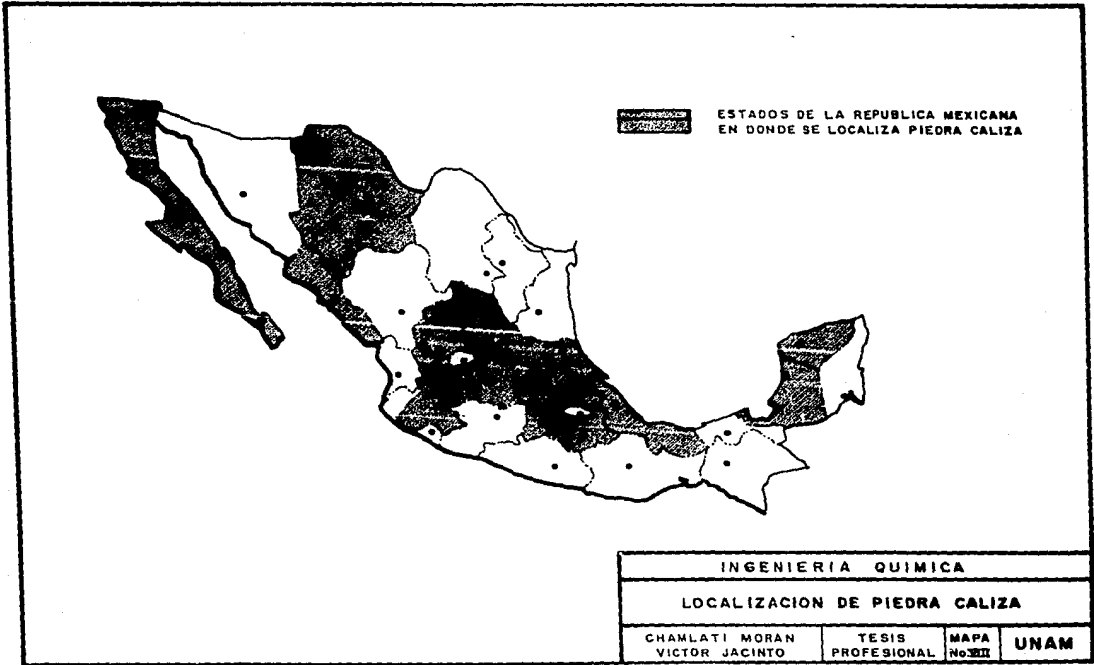 ESTADOS DE LA REPUBLICA MEXICANA
EN DONDE SE LOCALIZA PIEDRA CALIZA
INGENIERIA QUIMICA
LOCALIZACION DE PIEDRA CALIZA
CHAMLATI MORAN
VICTOR JACINTO
TESIS
PROFESIONAL
MAPA
No.
UNAM